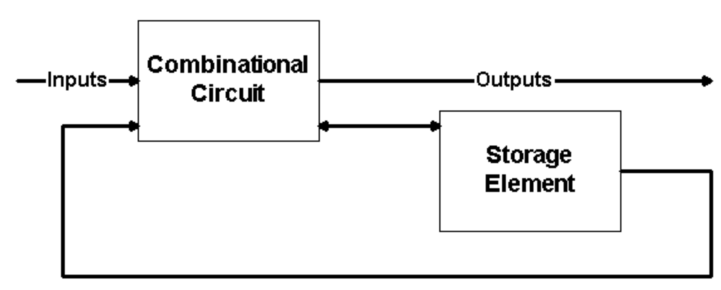 Inputs
Combinational
Circuit
Outputs
Storage
Element